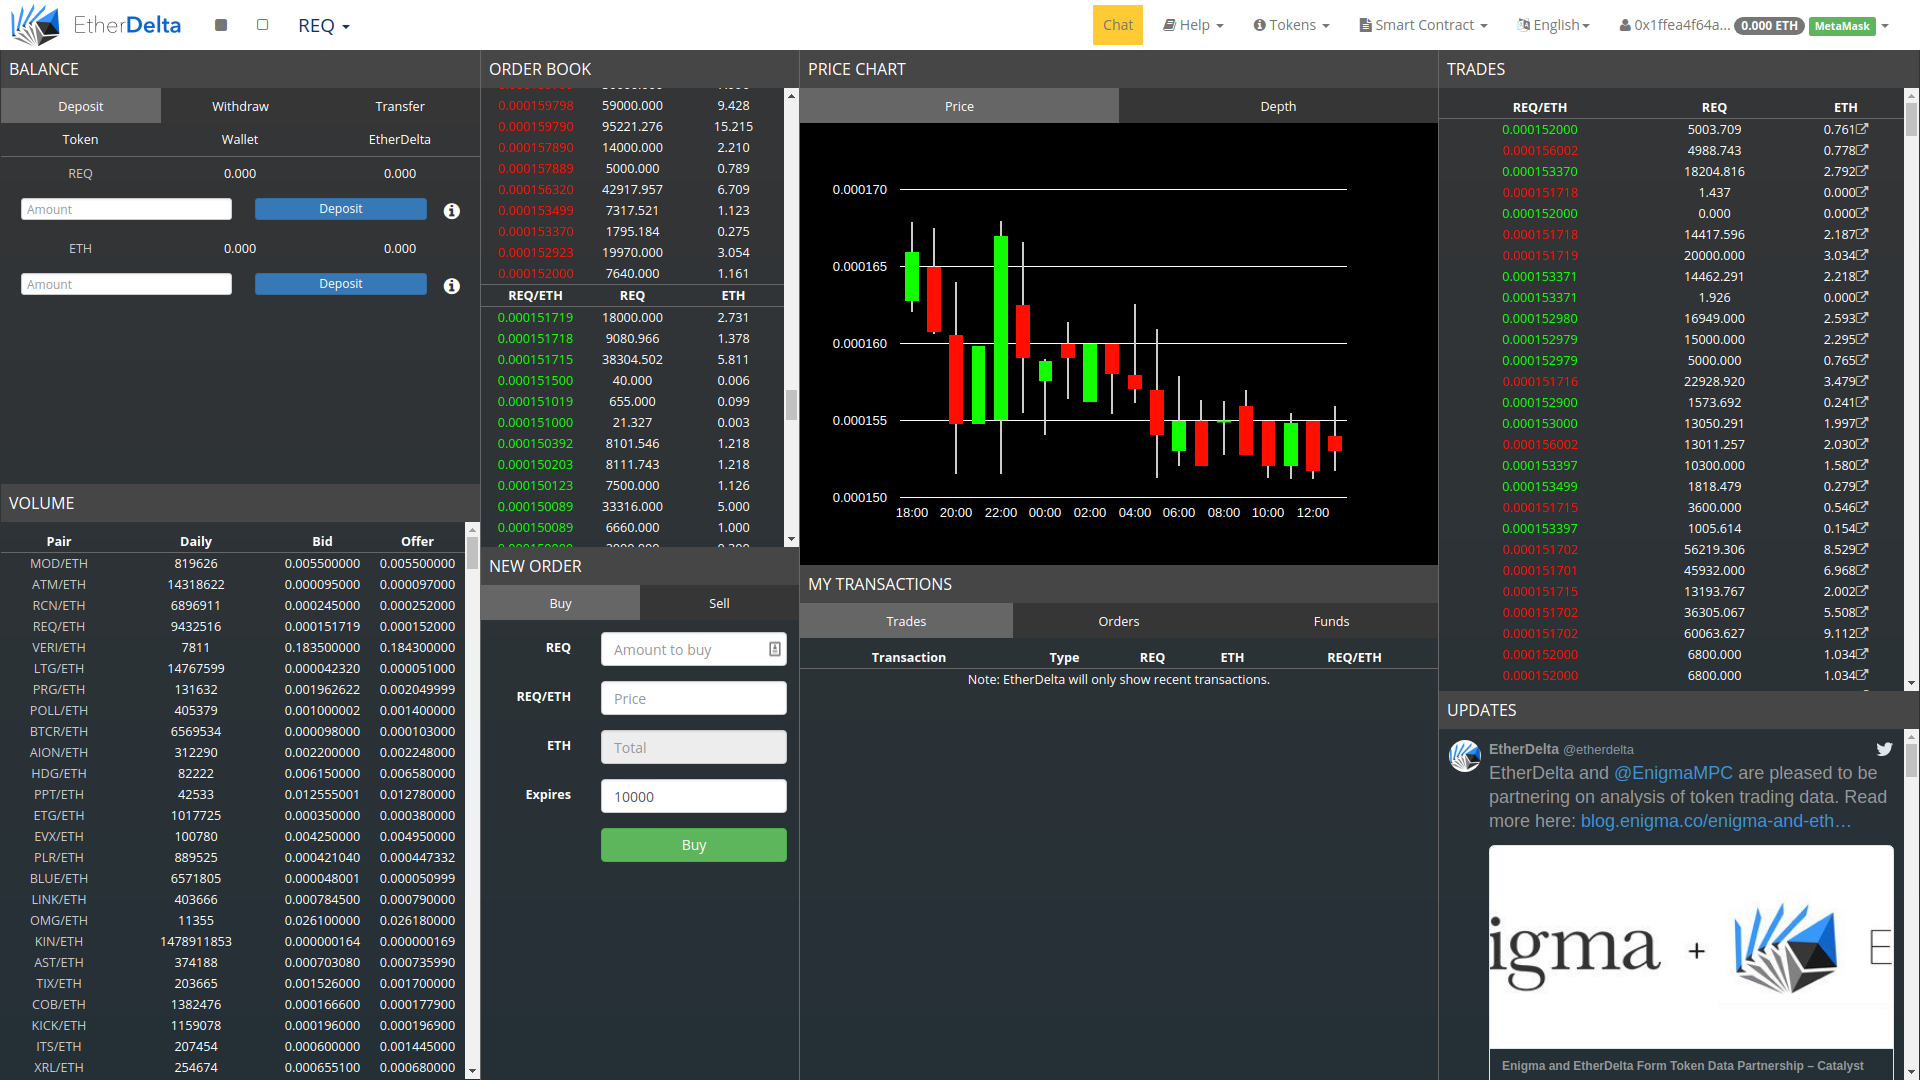 EtherDelta REQ Chat Help Tokens Smart Contract English 0x1ffea4f64a... 0.000 ETH MetaMask
BALANCE
Deposit Withdraw Transfer
Token Wallet EtherDelta
REQ 0.000 0.000
Amount Deposit
ETH 0.000 0.000
Amount Deposit
VOLUME
Pair Daily Bid Offer
MOD/ETH 819626 0.005500000 0.005500000
ATM/ETH 14318622 0.000095000 0.000097000
RCN/ETH 6896911 0.000245000 0.000252000
REQ/ETH 9432516 0.000151719 0.000152000
VERI/ETH 7811 0.183500000 0.184300000
LTG/ETH 14767599 0.000042320 0.000051000
PRG/ETH 131632 0.001962622 0.002049999
POLL/ETH 405379 0.001000002 0.001400000
BTCR/ETH 6569534 0.000098000 0.000103000
AION/ETH 312290 0.002200000 0.002248000
HDG/ETH 82222 0.006150000 0.006580000
PPT/ETH 42533 0.012555001 0.012780000
ETG/ETH 1017725 0.000350000 0.000380000
EVX/ETH 100780 0.004250000 0.004950000
PLR/ETH 889525 0.000421040 0.000447332
BLUE/ETH 6571805 0.000048001 0.000050999
LINK/ETH 403666 0.000784500 0.000790000
OMG/ETH 11355 0.026100000 0.026180000
KIN/ETH 1478911853 0.000000164 0.000000169
AST/ETH 374188 0.000703080 0.000735990
TIX/ETH 203665 0.001526000 0.001700000
COB/ETH 1382476 0.000166600 0.000177900
KICK/ETH 1159078 0.000196000 0.000196900
ITS/ETH 207454 0.000600000 0.001445000
XRL/ETH 254674 0.000655100 0.000680000
ORDER BOOK
0.000159798 59000.000 9.428
0.000159790 95221.276 15.215
0.000157890 14000.000 2.210
0.000157889 5000.000 0.789
0.000156320 42917.957 6.709
0.000153499 7317.521 1.123
0.000153370 1795.184 0.275
0.000152923 19970.000 3.054
0.000152000 7640.000 1.161
REQ/ETH REQ ETH
0.000151719 18000.000 2.731
0.000151718 9080.966 1.378
0.000151715 38304.502 5.811
0.000151500 40.000 0.006
0.000151019 655.000 0.099
0.000151000 21.327 0.003
0.000150392 8101.546 1.218
0.000150203 8111.743 1.218
0.000150123 7500.000 1.126
0.000150089 33316.000 5.000
0.000150089 6660.000 1.000
NEW ORDER
Buy Sell
REQ Amount to buy
REQ/ETH Price
ETH Total
Expires 10000
Buy
PRICE CHART
Price Depth
0.000170
0.000165
0.000160
0.000155
0.000150
18:00 20:00 22:00 00:00 02:00 04:00 06:00 08:00 10:00 12:00
MY TRANSACTIONS
Trades Orders Funds
Transaction Type REQ ETH REQ/ETH
Note: EtherDelta will only show recent transactions.
TRADES
REQ/ETH REQ ETH
0.000152000 5003.709 0.761
0.000156002 4988.743 0.778
0.000153370 18204.816 2.792
0.000151718 1.437 0.000
0.000152000 0.000 0.000
0.000151718 14417.596 2.187
0.000151719 20000.000 3.034
0.000153371 14462.291 2.218
0.000153371 1.926 0.000
0.000152980 16949.000 2.593
0.000152979 15000.000 2.295
0.000152979 5000.000 0.765
0.000151716 22928.920 3.479
0.000152900 1573.692 0.241
0.000153000 13050.291 1.997
0.000156002 13011.257 2.030
0.000153397 10300.000 1.580
0.000153499 1818.479 0.279
0.000151715 3600.000 0.546
0.000153397 1005.614 0.154
0.000151702 56219.306 8.529
0.000151701 45932.000 6.968
0.000151715 13193.767 2.002
0.000151702 36305.067 5.508
0.000151702 60063.627 9.112
0.000152000 6800.000 1.034
0.000152000 6800.000 1.034
UPDATES
EtherDelta @etherdelta
EtherDelta and @EnigmaMPC are pleased to be
partnering on analysis of token trading data. Read
more here: blog.enigma.co/enigma-and-eth…
igma + E
Enigma and EtherDelta Form Token Data Partnership – Catalyst